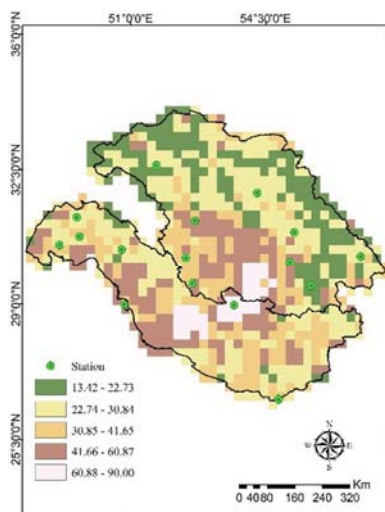 51°0'0"E 54°30'0"E
36°0'0"N
32°30'0"N
29°0'0"N
25°30'0"N
Station
13.42 - 22.73
22.74 - 30.84
30.85 - 41.65
41.66 - 60.87
60.88 - 90.00
N
W E
S
Km
0 40 80 160 240 320